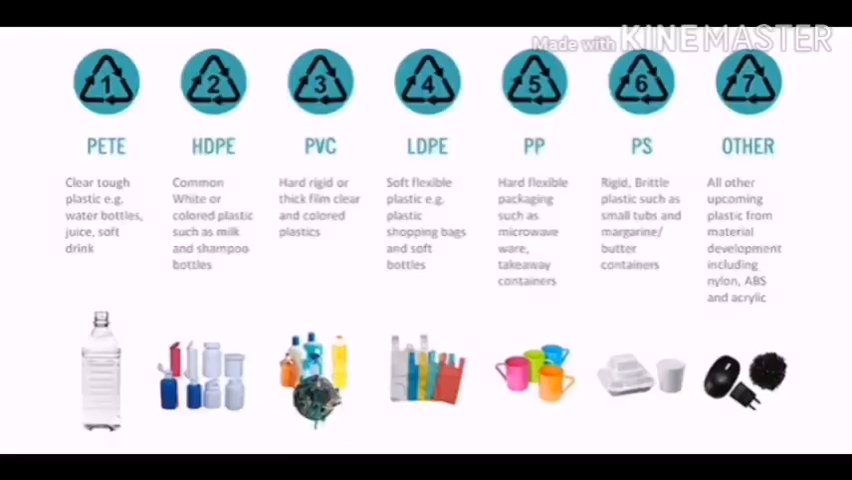 Made with KINEMASTER
1 2 3 4 5 6 7
PETE HDPE PVC LDPE PP PS OTHER
Clear tough
plastic e.g.
water bottles,
juice, soft
drink
Common
White or
colored plastic
such as milk
and shampoo
bottles
Hard rigid or
thick film clear
and colored
plastics
Soft flexible
plastic e.g.
plastic
shopping bags
and soft
bottles
Hard flexible
packaging
such as
microwave
ware,
takeaway
containers
Rigid, Brittle
plastic such as
small tubs and
margarine/
butter
containers
All other
upcoming
plastic from
material
development
including
nylon, ABS
and acrylic